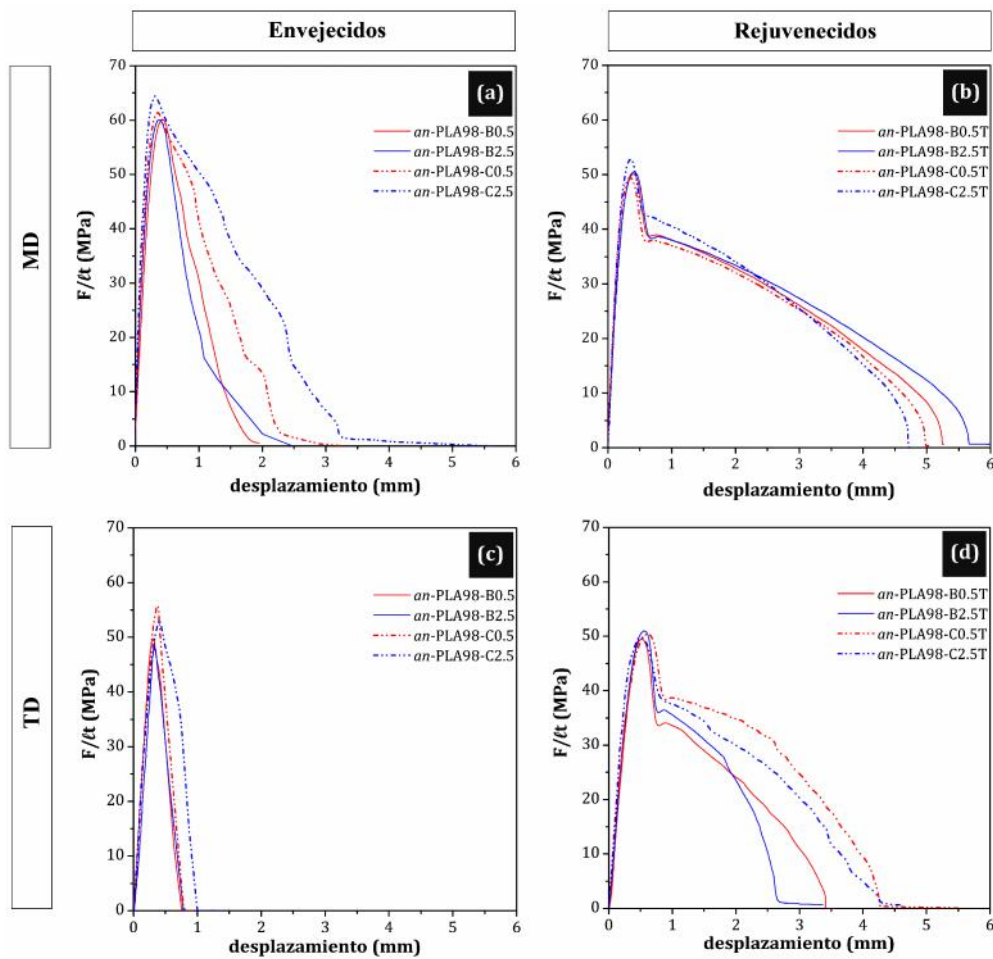 Envejecidos
Rejuvenecidos
MD
F/ℓt (MPa)
70
60
50
40
30
20
10
0
(a)
an-PLA98-B0.5
an-PLA98-B2.5
an-PLA98-C0.5
an-PLA98-C2.5
0 1 2 3 4 5 6
desplazamiento (mm)
F/ℓt (MPa)
70
60
50
40
30
20
10
0
(b)
an-PLA98-B0.5T
an-PLA98-B2.5T
an-PLA98-C0.5T
an-PLA98-C2.5T
0 1 2 3 4 5 6
desplazamiento (mm)
TD
F/ℓt (MPa)
70
60
50
40
30
20
10
0
(c)
an-PLA98-B0.5
an-PLA98-B2.5
an-PLA98-C0.5
an-PLA98-C2.5
0 1 2 3 4 5 6
desplazamiento (mm)
F/ℓt (MPa)
70
60
50
40
30
20
10
0
(d)
an-PLA98-B0.5T
an-PLA98-B2.5T
an-PLA98-C0.5T
an-PLA98-C2.5T
0 1 2 3 4 5 6
desplazamiento (mm)